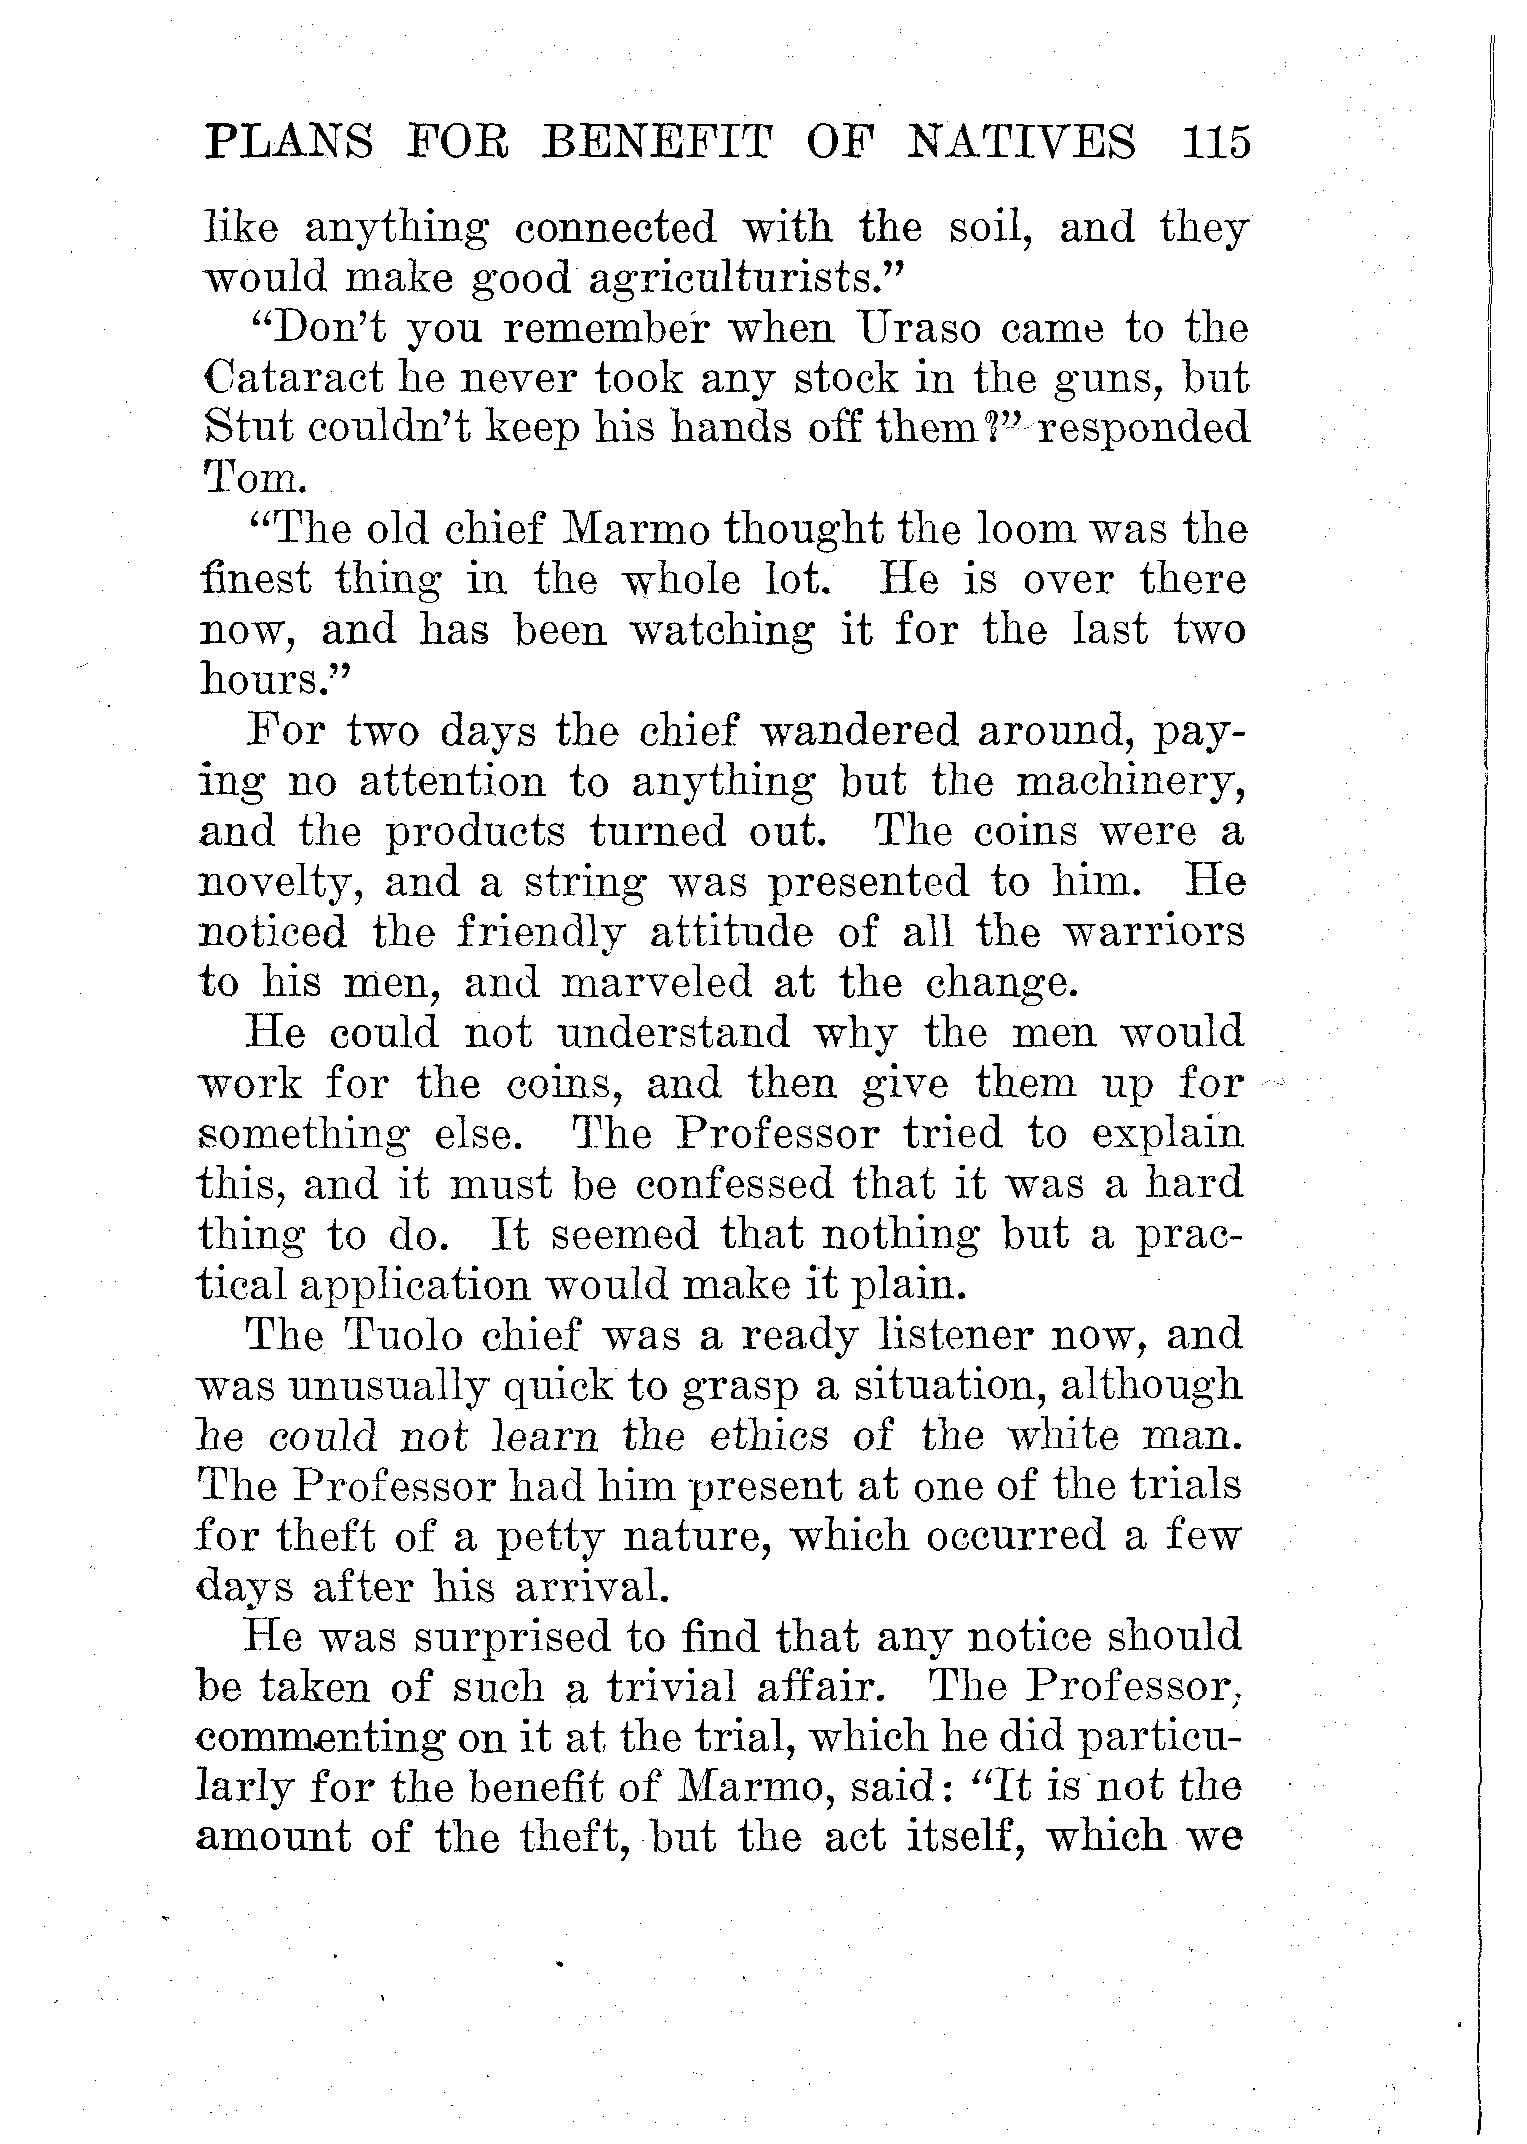 PLANS FOR BENEFIT OF NATIVES 115
like anything connected with the soil, and they
would make good agriculturists."
"Don't you remember when Uraso came to the
Cataract he never took any stock in the guns, but
Stut couldn't keep his hands off them?" responded
Tom.
"The old chief Marmo thought the loom was the
finest thing in the whole lot. He is over there
now, and has been watching it for the last two
hours."
For two days the chief wandered around, pay-
ing no attention to anything but the machinery,
and the products turned out. The coins were a
novelty, and a string was presented to him. He
noticed the friendly attitude of all the warriors
to his men, and marveled at the change.
He could not understand why the men would
work for the coins, and then give them up for
something else. The Professor tried to explain
this, and it must be confessed that it was a hard
thing to do. It seemed that nothing but a prac-
tical application would make it plain.
The Tuolo chief was a ready listener now, and
was unusually quick to grasp a situation, although
he could not learn the ethics of the white man.
The Professor had him present at one of the trials
for theft of a petty nature, which occurred a few
days after his arrival.
He was surprised to find that any notice should
be taken of such a trivial affair. The Professor,
commenting on it at the trial, which he did particu-
larly for the benefit of Marmo, said: "It is not the
amount of the theft, but the act itself, which we